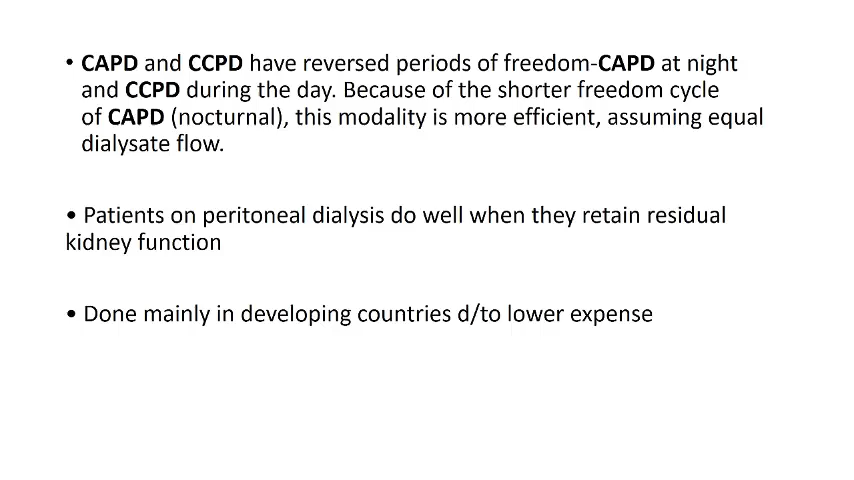 • CAPD and CCPD have reversed periods of freedom-CAPD at night
and CCPD during the day. Because of the shorter freedom cycle
of CAPD (nocturnal), this modality is more efficient, assuming equal
dialysate flow.
• Patients on peritoneal dialysis do well when they retain residual
kidney function
• Done mainly in developing countries d/to lower expense